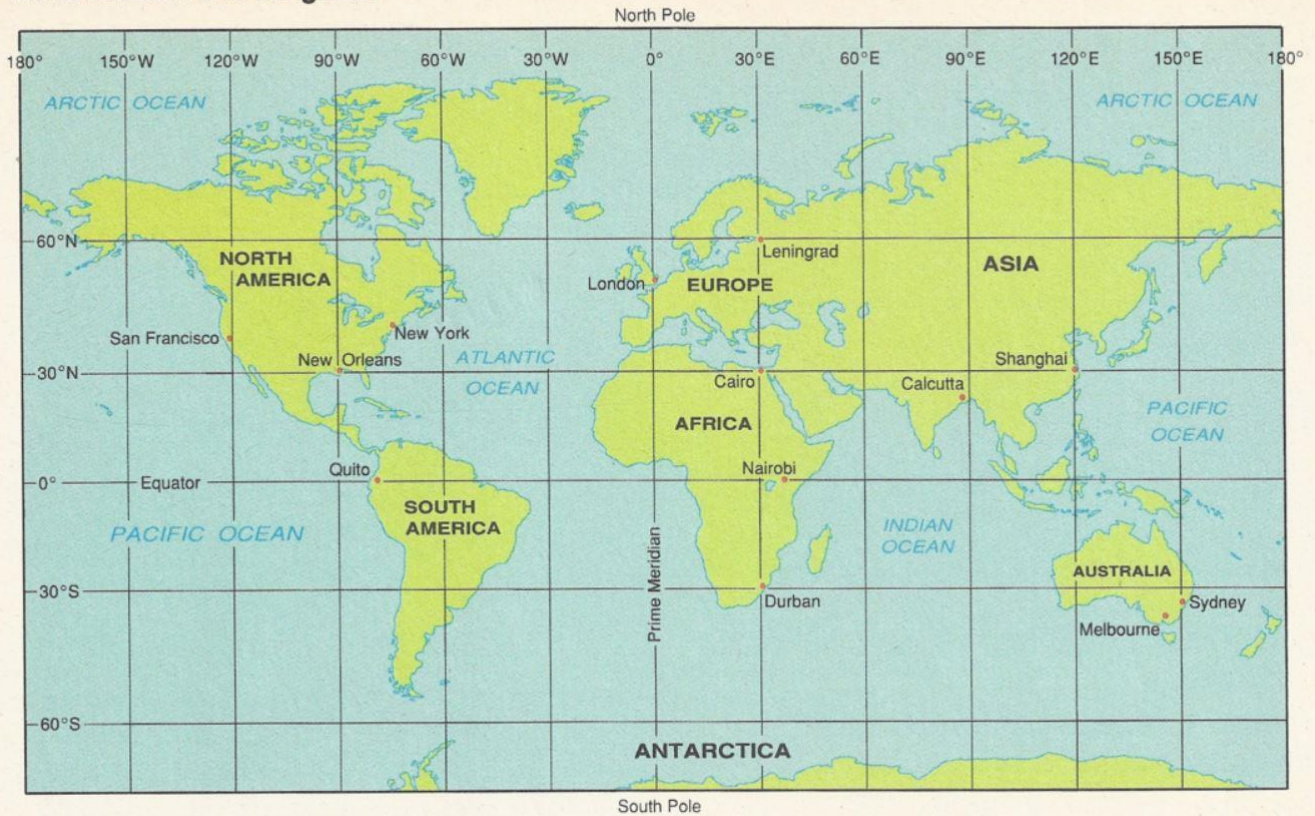 North Pole
180° 150°W 120°W 90°W 60°W 30°W 0° 30°E 60°E 90°E 120°E 150°E 180°
ARCTIC OCEAN
ARCTIC OCEAN
60°N
NORTH
AMERICA
Leningrad
ASIA
London
EUROPE
San Francisco
New York
New Orleans
ATLANTIC
OCEAN
Shanghai
30°N
Cairo
Calcutta
PACIFIC
OCEAN
AFRICA
Quito
Nairobi
0°
Equator
SOUTH
AMERICA
PACIFIC OCEAN
INDIAN
OCEAN
Prime Meridian
AUSTRALIA
30°S
Durban
Sydney
Melbourne
60°S
ANTARCTICA
South Pole